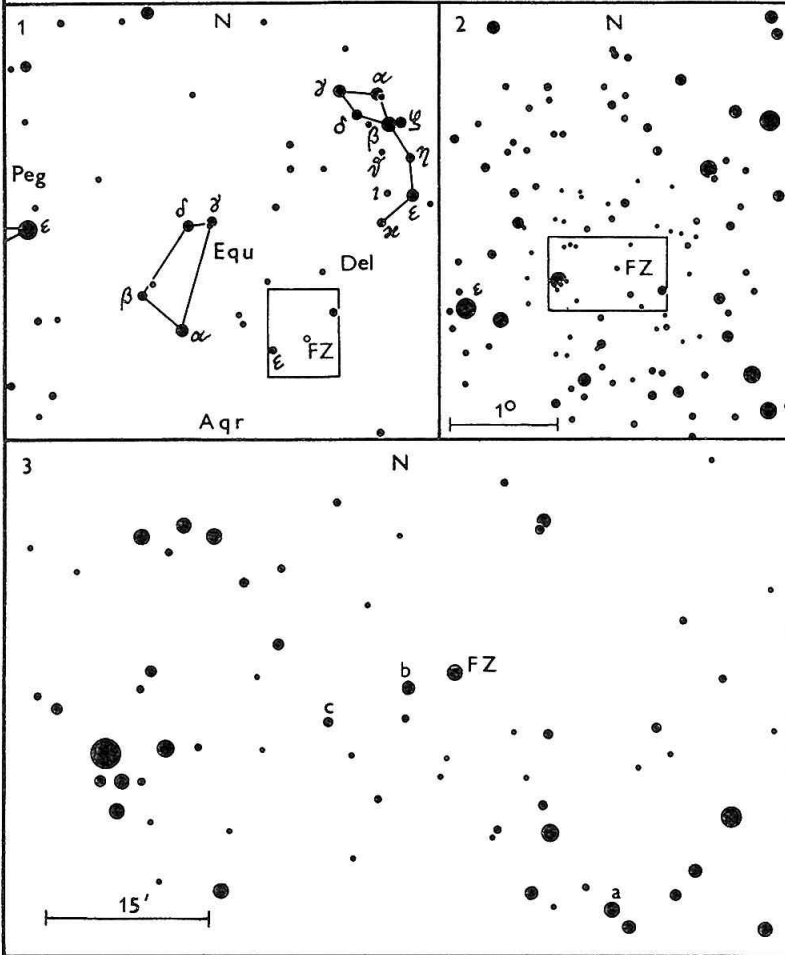 1 N
γ α
δ β ζ
ϑ η
Peg ι
ε ε
δ γ ϰ
Equ Del
β
α FZ
ε
Aqr
2 N
FZ
ε
1°
3 N
FZ
b
c
a
15′